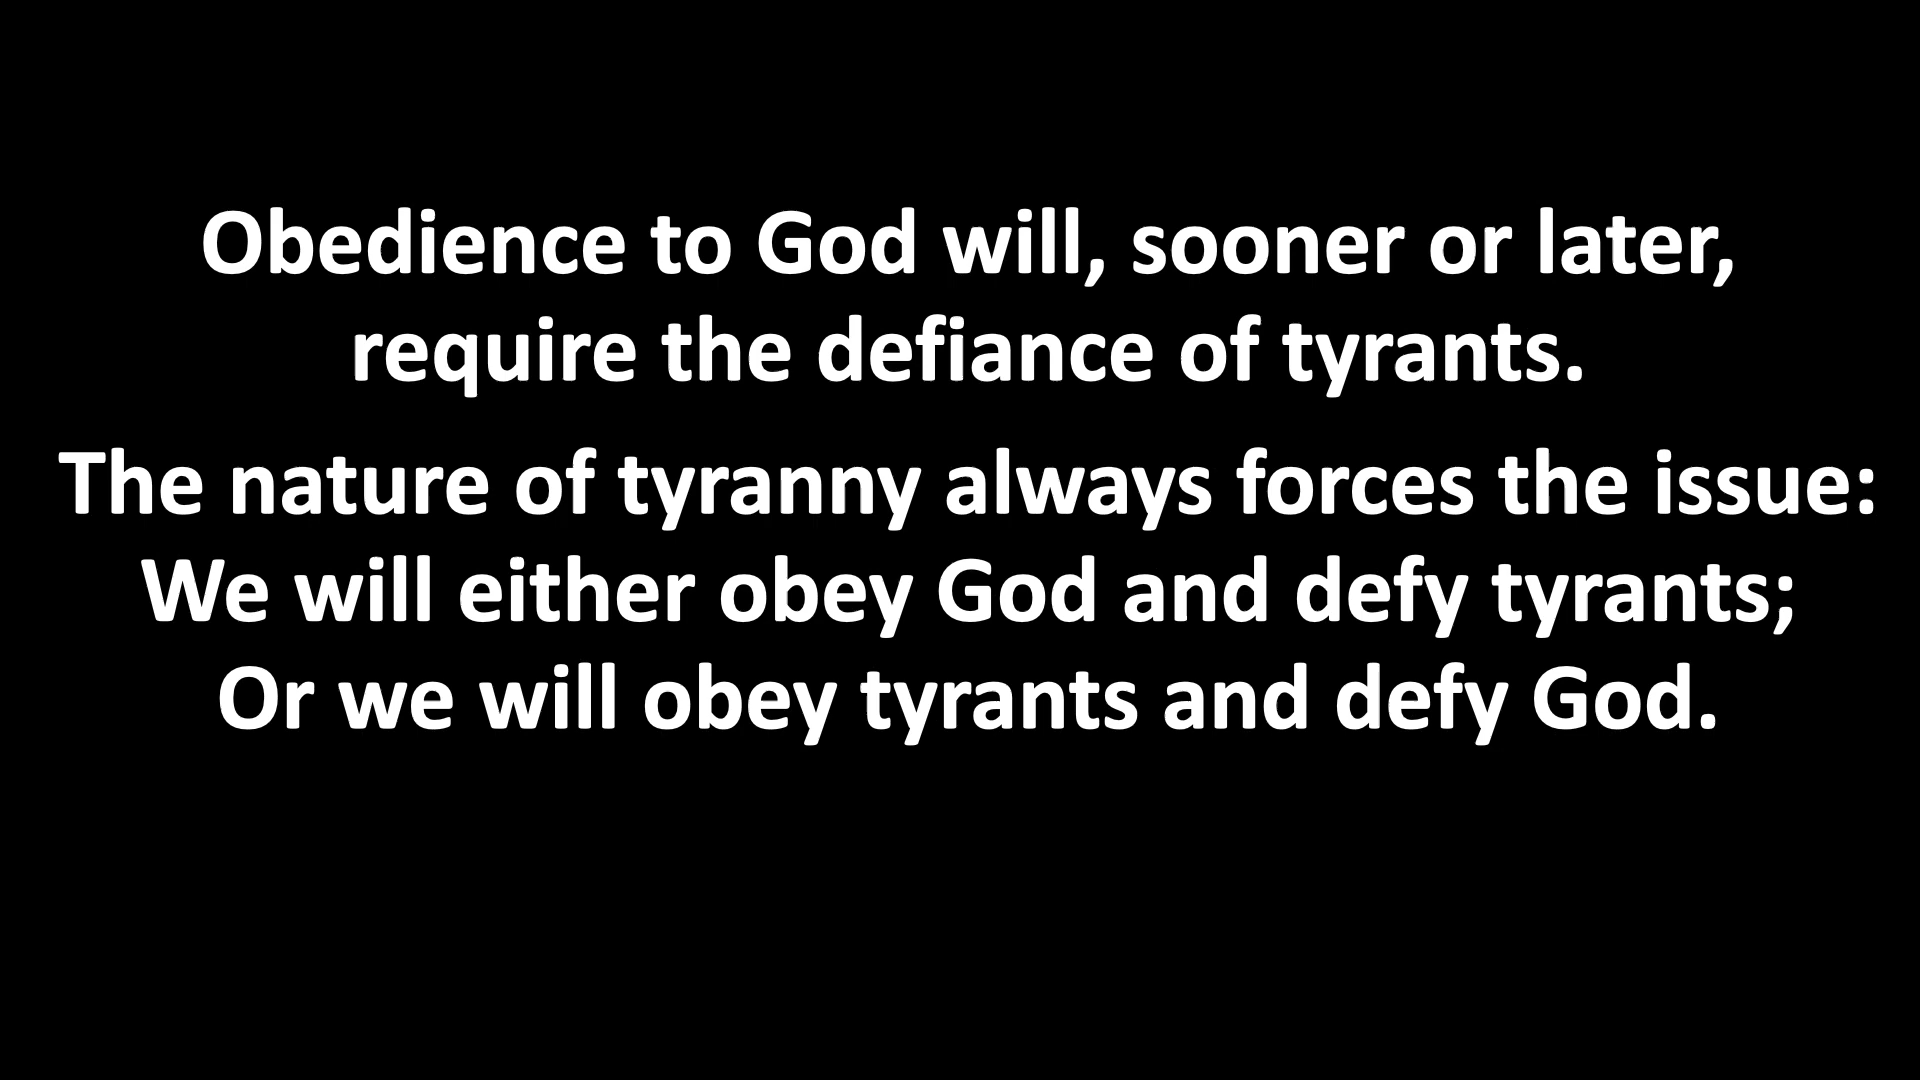 Obedience to God will, sooner or later,
require the defiance of tyrants.
The nature of tyranny always forces the issue:
We will either obey God and defy tyrants;
Or we will obey tyrants and defy God.